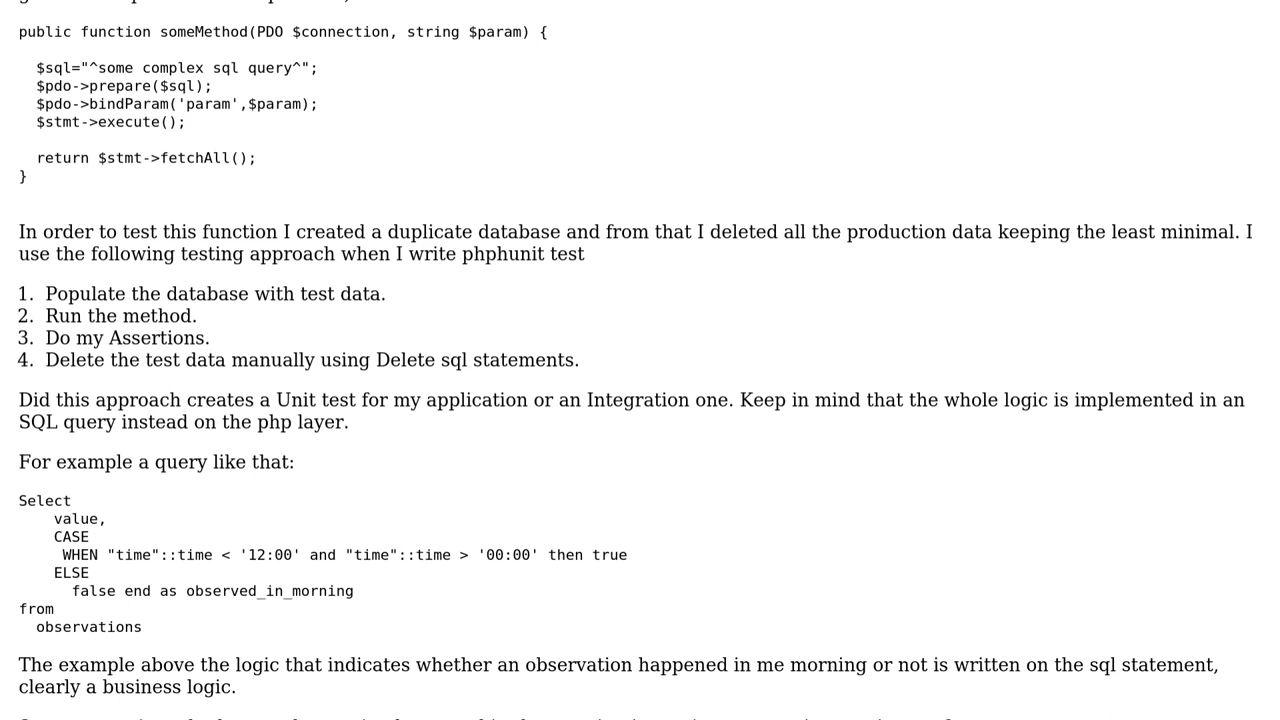 public function someMethod(PDO $connection, string $param) {
$sql="^some complex sql query^";
$pdo->prepare($sql);
$pdo->bindParam('param',$param);
$stmt->execute();
return $stmt->fetchAll();
}
In order to test this function I created a duplicate database and from that I deleted all the production data keeping the least minimal. I
use the following testing approach when I write phphunit test
1. Populate the database with test data.
2. Run the method.
3. Do my Assertions.
4. Delete the test data manually using Delete sql statements.
Did this approach creates a Unit test for my application or an Integration one. Keep in mind that the whole logic is implemented in an
SQL query instead on the php layer.
For example a query like that:
Select
value,
CASE
WHEN "time"::time < '12:00' and "time"::time > '00:00' then true
ELSE
false end as observed_in_morning
from
observations
The example above the logic that indicates whether an observation happened in me morning or not is written on the sql statement,
clearly a business logic.